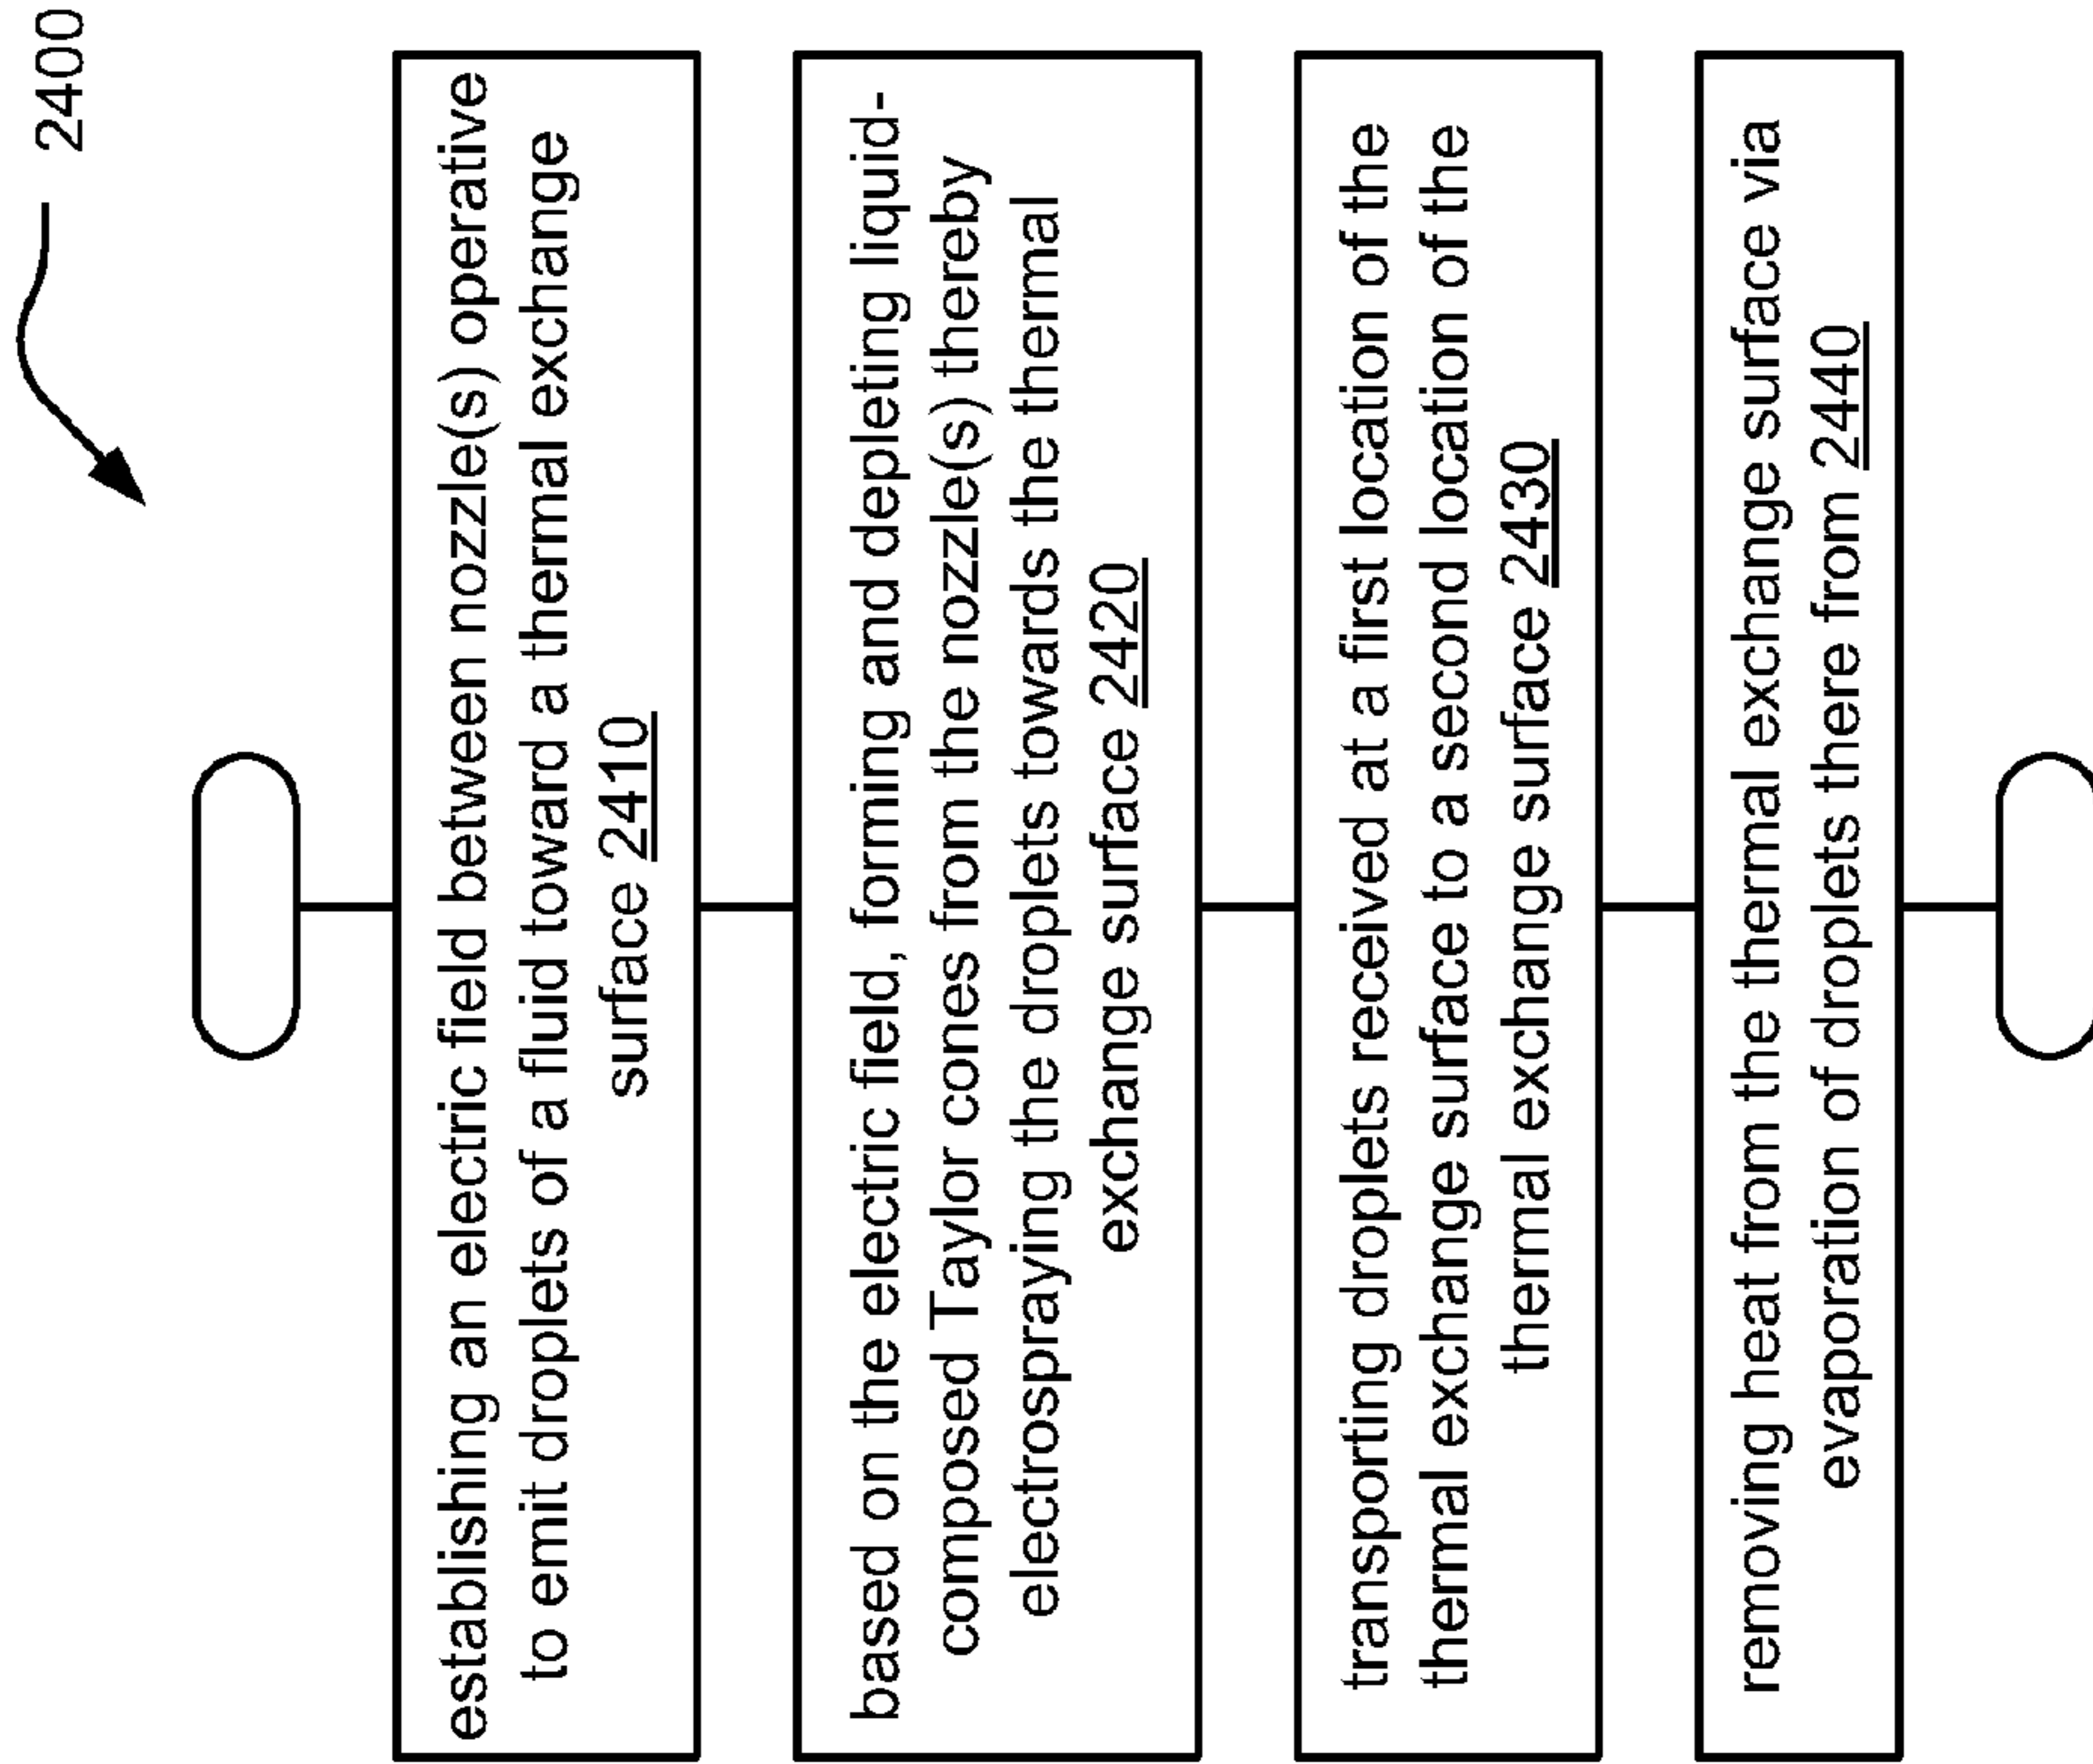 2400
establishing an electric field between nozzle(s) operative
to emit droplets of a fluid toward a thermal exchange
surface 2410
based on the electric field, forming and depleting liquid-
composed Taylor cones from the nozzle(s) thereby
electrospraying the droplets towards the thermal
exchange surface 2420
transporting droplets received at a first location of the
thermal exchange surface to a second location of the
thermal exchange surface 2430
removing heat from the thermal exchange surface via
evaporation of droplets there from 2440